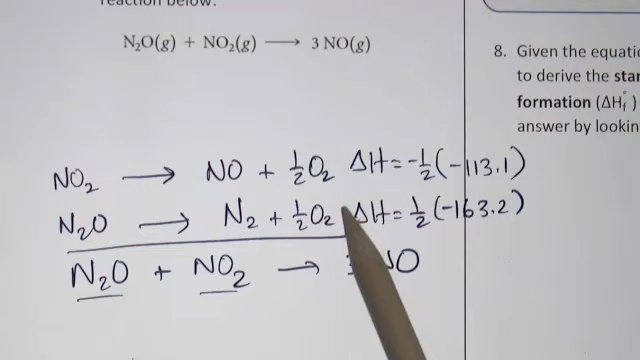 reaction below.
N₂O(g) + NO₂(g) ⟶ 3 NO(g)
8. Given the equati
to derive the star
formation (ΔH°f)
answer by lookin
NO₂ ⟶ NO + ½O₂ ΔH = -½(-113.1)
N₂O ⟶ N₂ + ½O₂ ΔH = ½(-163.2)
N₂O + NO₂ ⟶ NO